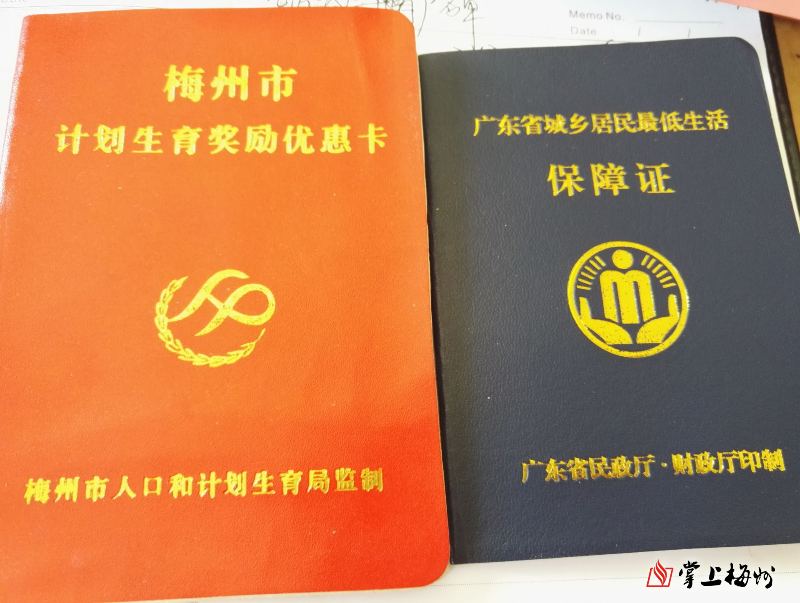 Memo No.
Date
梅州市
计划生育奖励优惠卡
梅州市人口和计划生育局监制
广东省城乡居民最低生活
保障证
广东省民政厅·财政厅印制
掌上梅州